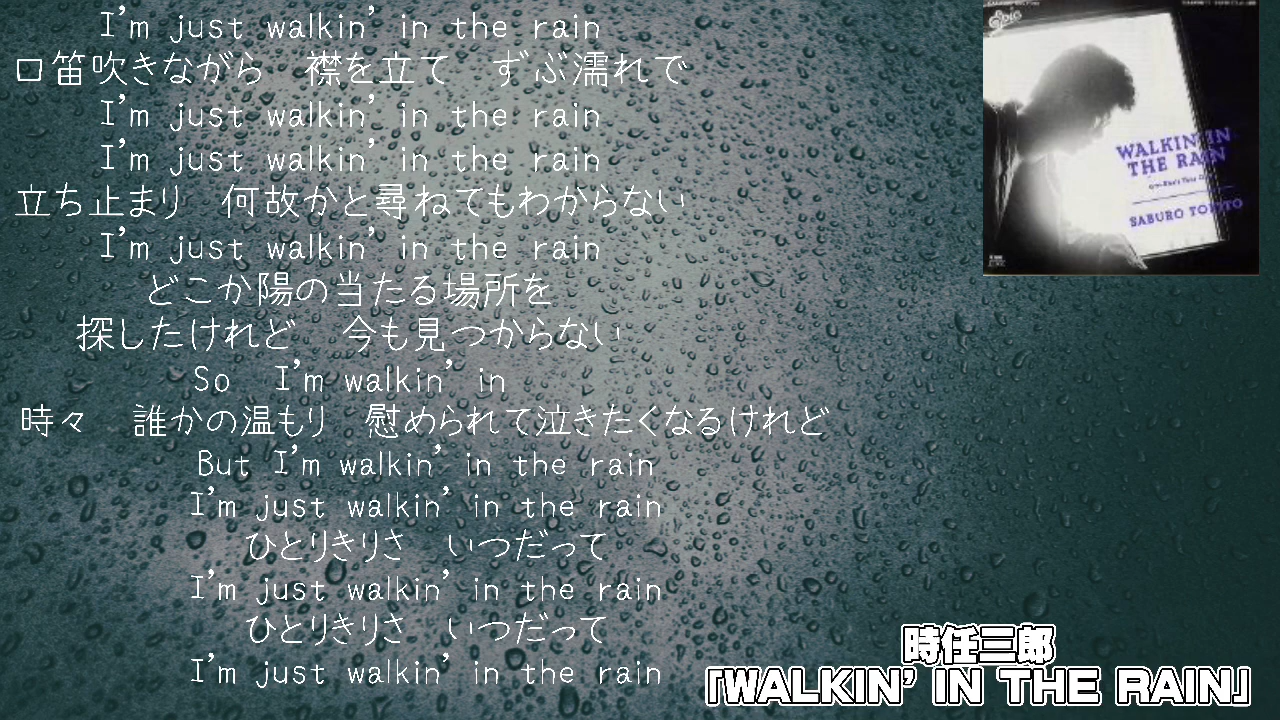 I'm just walkin' in the rain
口笛吹きながら　襟を立て　ずぶ濡れで
I'm just walkin' in the rain
I'm just walkin' in the rain
立ち止まり　何故かと尋ねてもわからない
I'm just walkin' in the rain
どこか陽の当たる場所を
探したけれど　今も見つからない
So　I'm walkin' in
時々　誰かの温もり　慰められて泣きたくなるけれど
But I'm walkin' in the rain
I'm just walkin' in the rain
ひとりきりさ　いつだって
I'm just walkin' in the rain
ひとりきりさ　いつだって
I'm just walkin' in the rain
Epic
WALKIN' IN
THE RAIN
SABURO TOKITO
時任三郎
「WALKIN' IN THE RAIN」